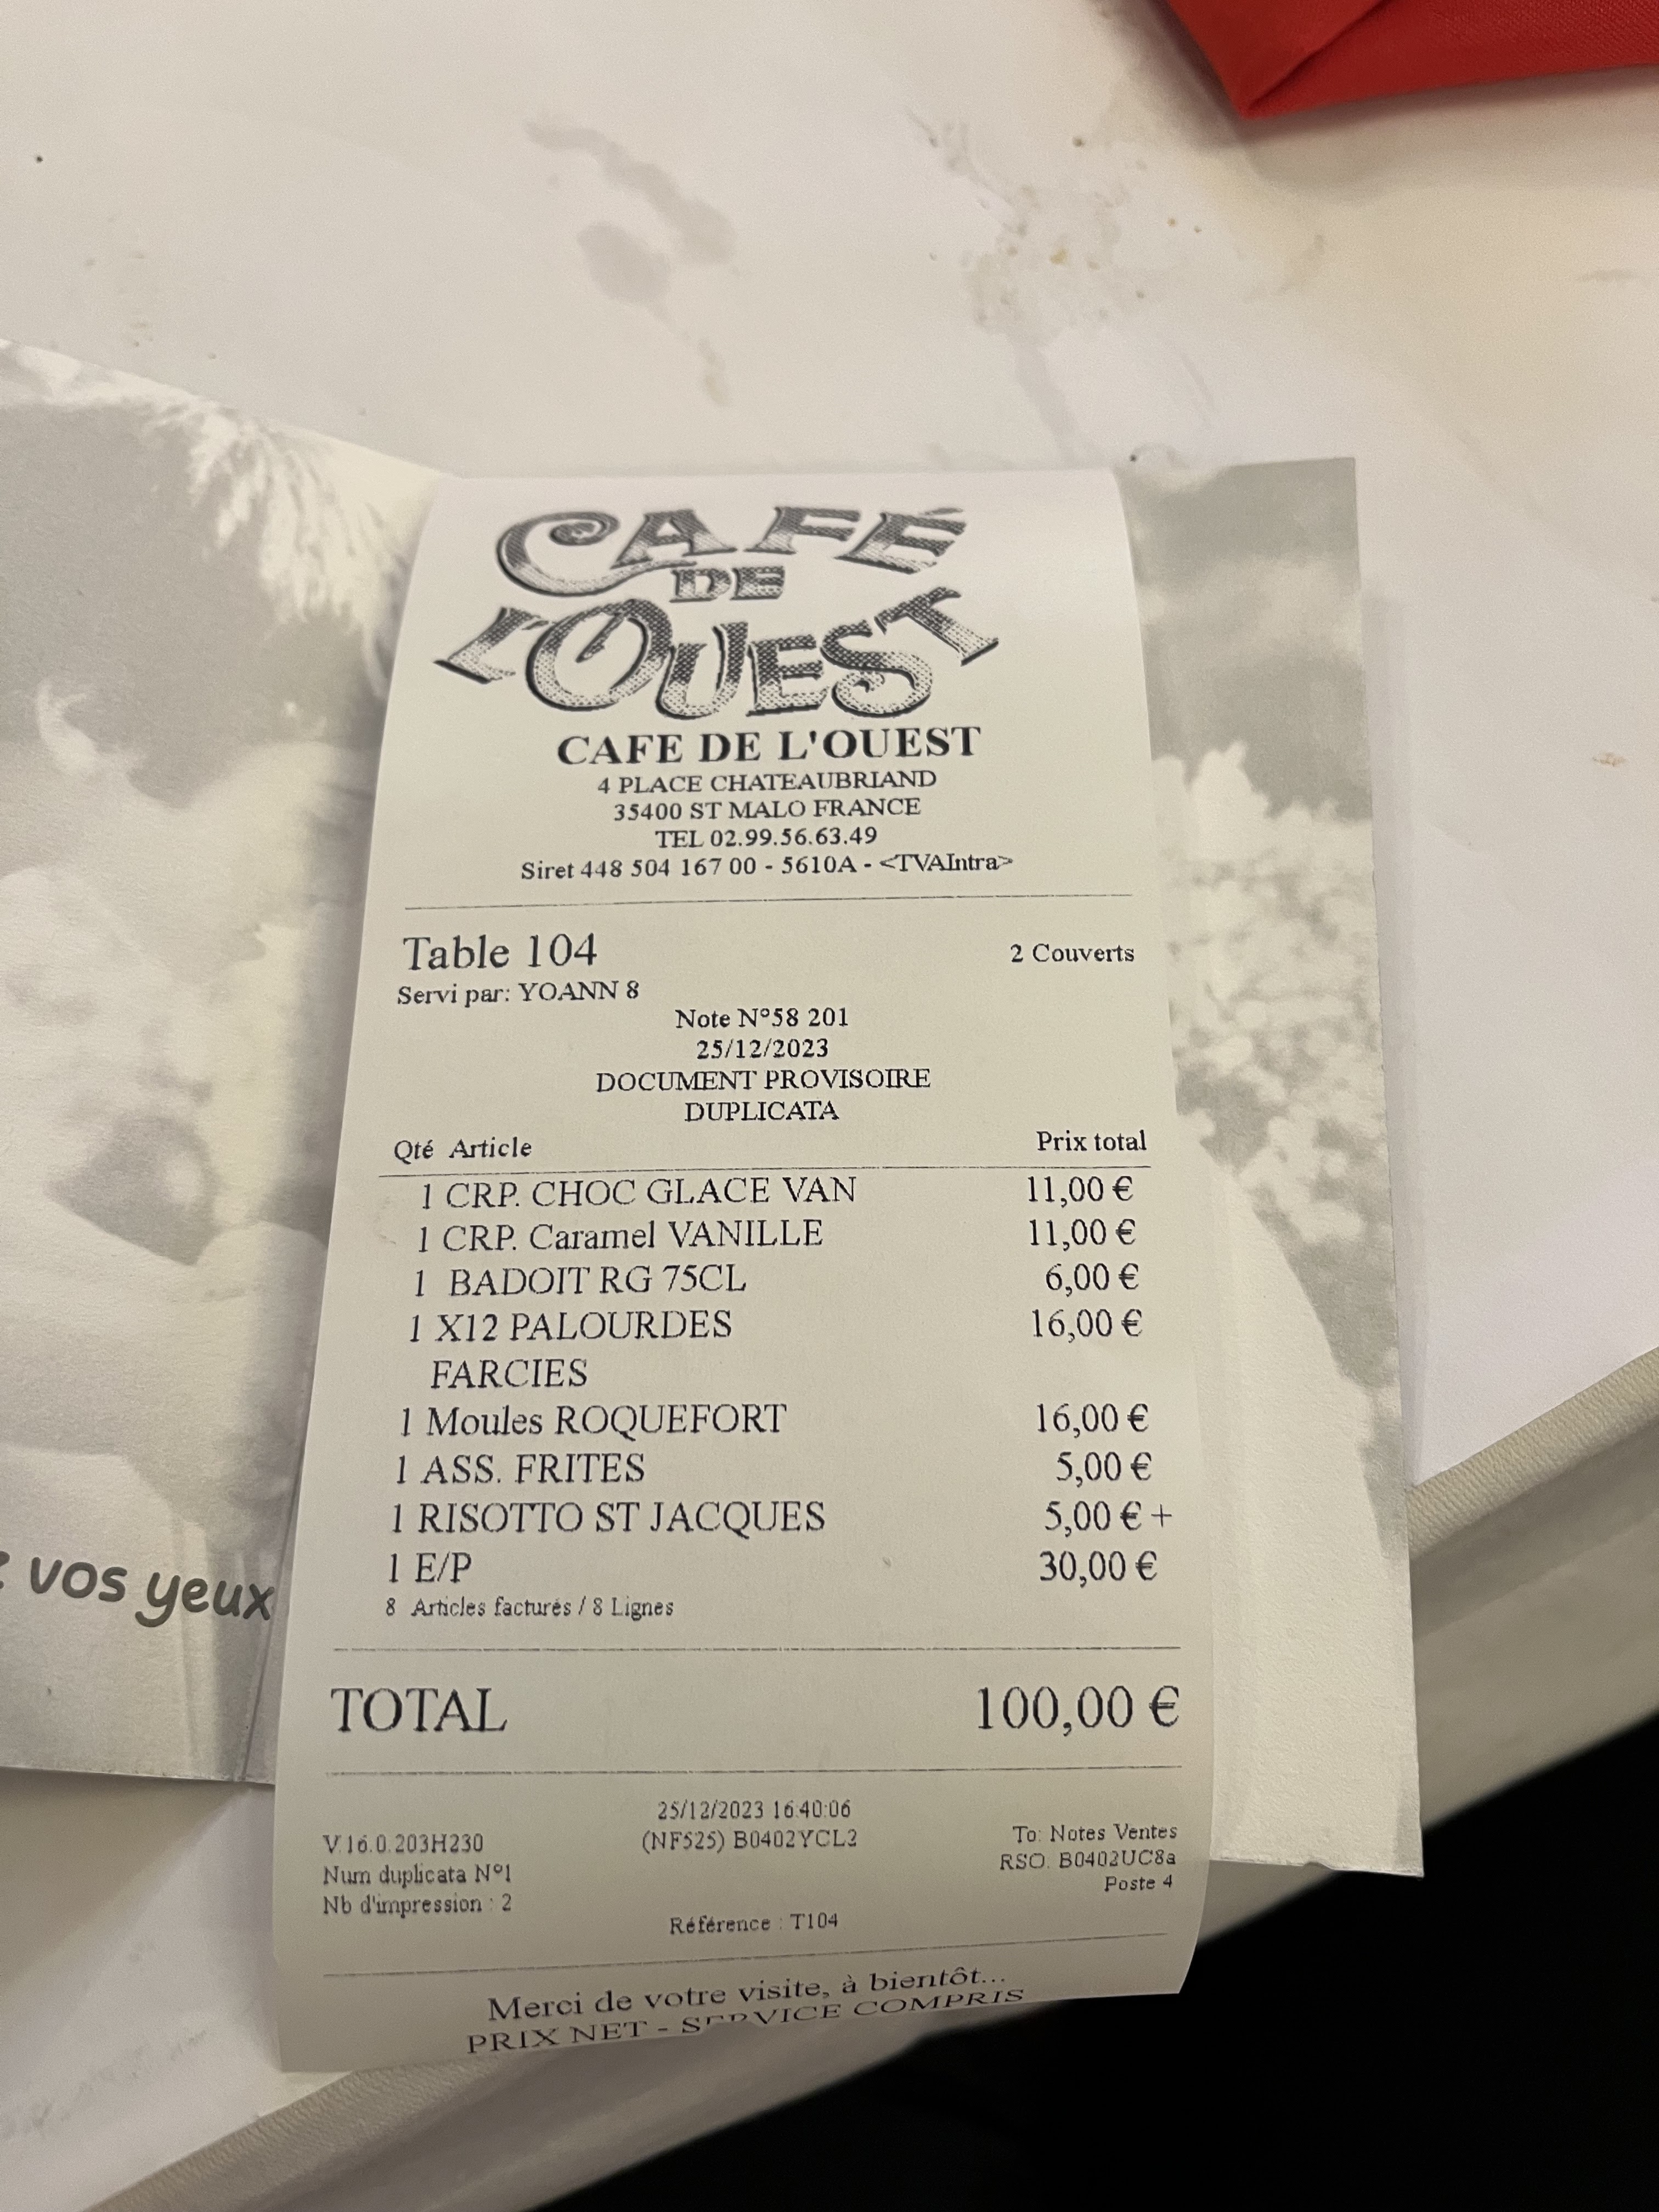 CAFÉ
DE
L'OUEST
CAFE DE L'OUEST
4 PLACE CHATEAUBRIAND
35400 ST MALO FRANCE
TEL 02.99.56.63.49
Siret 448 504 167 00 - 5610A - <TVAIntra>
Table 104 2 Couverts
Servi par: YOANN 8
Note N°58 201
25/12/2023
DOCUMENT PROVISOIRE
DUPLICATA
Qté Article Prix total
1 CRP. CHOC GLACE VAN 11,00 €
1 CRP. Caramel VANILLE 11,00 €
1 BADOIT RG 75CL 6,00 €
1 X12 PALOURDES 16,00 €
FARCIES
1 Moules ROQUEFORT 16,00 €
1 ASS. FRITES 5,00 €
1 RISOTTO ST JACQUES 5,00 € +
1 E/P 30,00 €
8 Articles facturés / 8 Lignes
TOTAL 100,00 €
25/12/2023 16:40:06
V.16.0.203H230 (NF525) B0402YCL2 To: Notes Ventes
Num duplicata N°1 RSO. B0402UC8a
Nb d'impression : 2 Poste 4
Référence : T104
Merci de votre visite, à bientôt...
PRIX NET - SERVICE COMPRIS
vos yeux